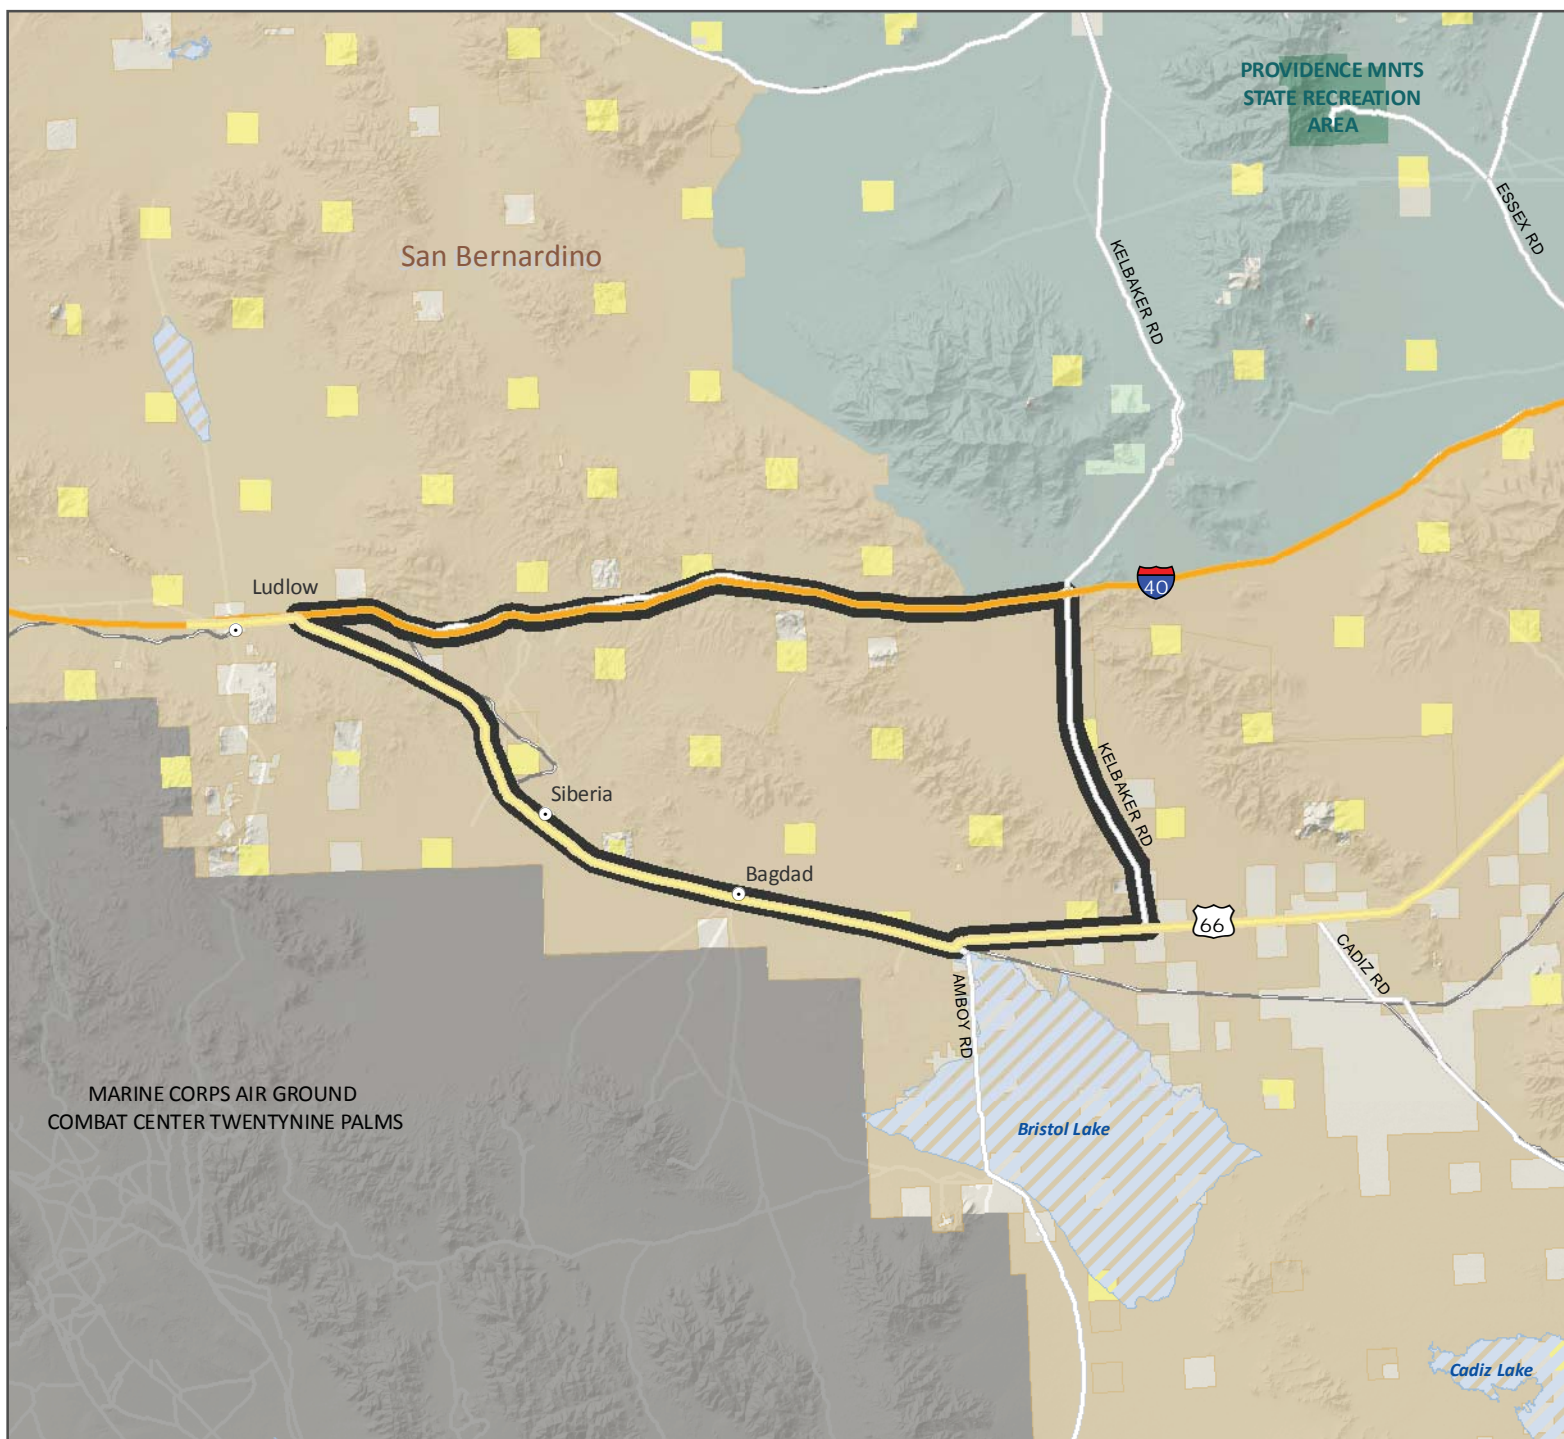 PROVIDENCE MNTS
STATE RECREATION
AREA
ESSEX RD
San Bernardino
KELBAKER RD
Ludlow
40
KELBAKER RD
Siberia
Bagdad
66
CADIZ RD
AMBOY RD
MARINE CORPS AIR GROUND
COMBAT CENTER TWENTYNINE PALMS
Bristol Lake
Cadiz Lake